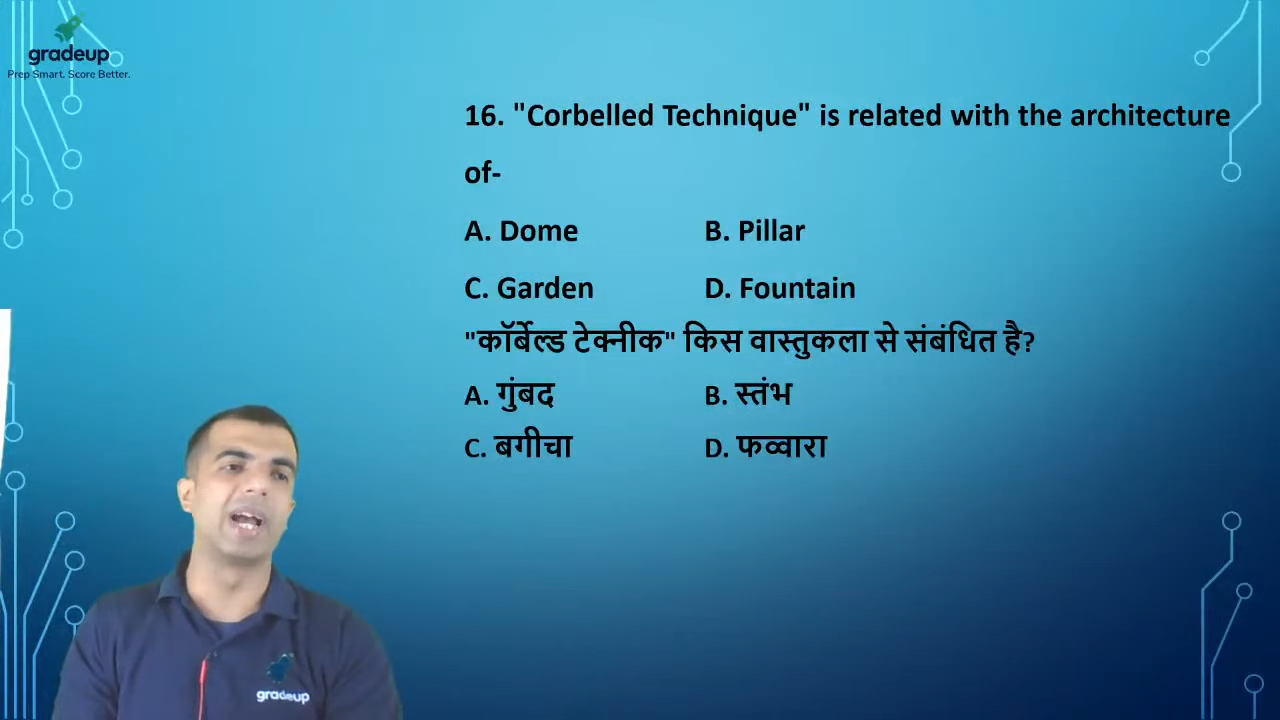 gradeup
Prep Smart. Score Better.
16. "Corbelled Technique" is related with the architecture
of-
A. Dome B. Pillar
C. Garden D. Fountain
"कॉर्बेल्ड टेक्नीक" किस वास्तुकला से संबंधित है?
A. गुंबद B. स्तंभ
C. बगीचा D. फव्वारा
gradeup